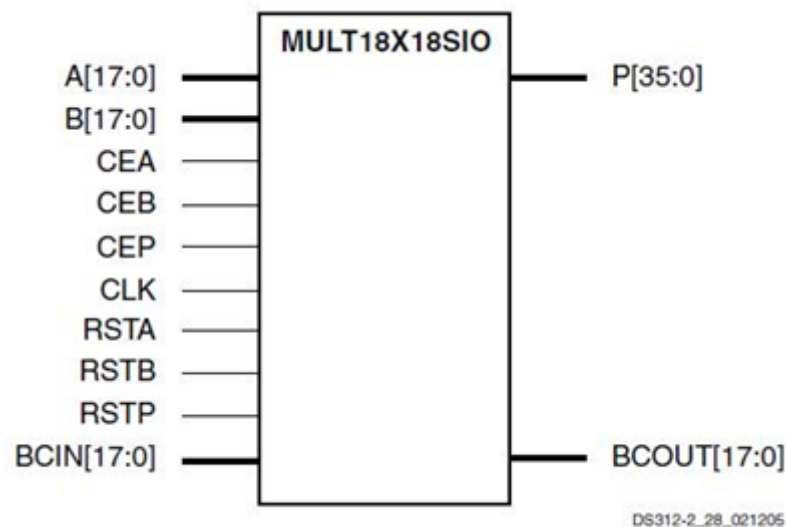 MULT18X18SIO
A[17:0]
P[35:0]
B[17:0]
CEA
CEB
CEP
CLK
RSTA
RSTB
RSTP
BCIN[17:0]
BCOUT[17:0]
DS312-2_28_021205